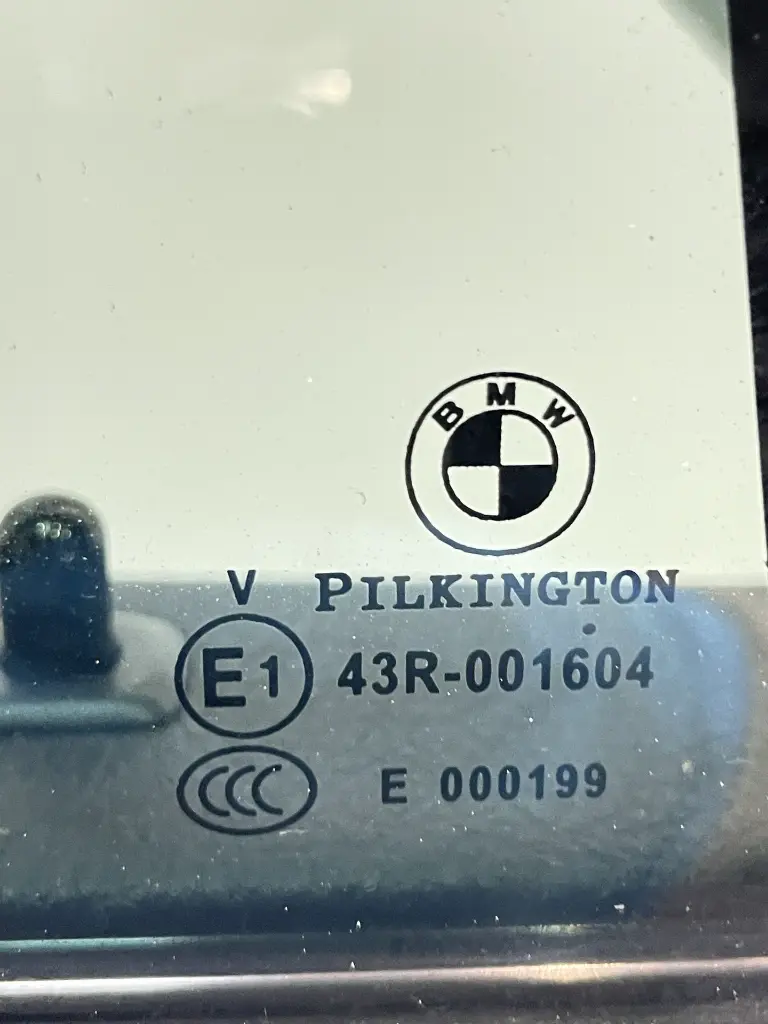 BMW
V PILKINGTON
E1 43R-001604
CCC E 000199